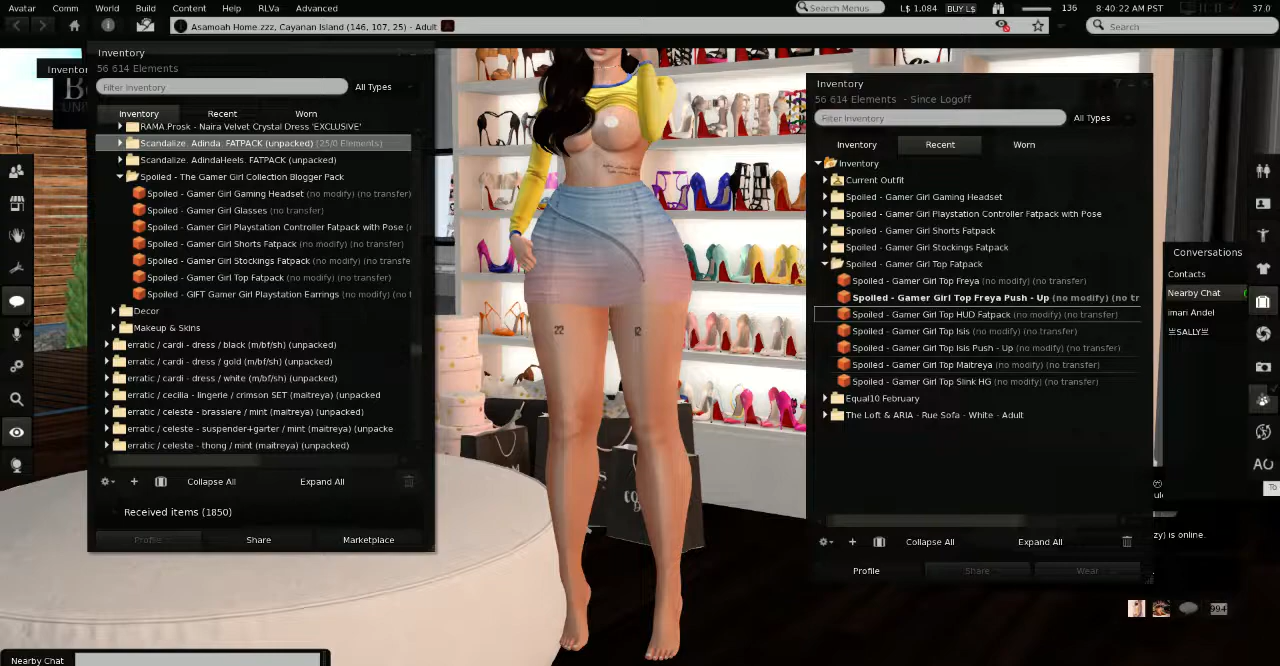 Avatar Comm World Build Content Help RLVa Advanced
Search Menus
L$ 1,084 BUY L$
136
8:40:22 AM PST
37.0
Asamoah Home.zzz, Cayanan Island (146, 107, 25) - Adult
Search
Inventory
56 614 Elements
Filter Inventory
All Types
Inventory Recent Worn
RAMA.Prosk - Naira Velvet Crystal Dress 'EXCLUSIVE'
Scandalize. Adinda. FATPACK (unpacked) (25/0 Elements)
Scandalize. AdindaHeels. FATPACK (unpacked)
Spoiled - The Gamer Girl Collection Blogger Pack
Spoiled - Gamer Girl Gaming Headset (no modify) (no transfer)
Spoiled - Gamer Girl Glasses (no transfer)
Spoiled - Gamer Girl Playstation Controller Fatpack with Pose (
Spoiled - Gamer Girl Shorts Fatpack (no modify) (no transfer)
Spoiled - Gamer Girl Stockings Fatpack (no modify) (no transfe
Spoiled - Gamer Girl Top Fatpack (no modify) (no transfer)
Spoiled - GIFT Gamer Girl Playstation Earrings (no modify) (no t
Decor
Makeup & Skins
erratic / cardi - dress / black (m/bf/sh) (unpacked)
erratic / cardi - dress / gold (m/bf/sh) (unpacked)
erratic / cardi - dress / white (m/bf/sh) (unpacked)
erratic / cecilia - lingerie / crimson SET (maitreya) (unpacked
erratic / celeste - brassiere / mint (maitreya) (unpacked)
erratic / celeste - suspender+garter / mint (maitreya) (unpacke
erratic / celeste - thong / mint (maitreya) (unpacked)
Collapse All Expand All
Received items (1850)
Profile Share Marketplace
Nearby Chat
Inventor
22
12
Inventory
56 614 Elements - Since Logoff
Filter Inventory
All Types
Inventory Recent Worn
Inventory
Current Outfit
Spoiled - Gamer Girl Gaming Headset
Spoiled - Gamer Girl Playstation Controller Fatpack with Pose
Spoiled - Gamer Girl Shorts Fatpack
Spoiled - Gamer Girl Stockings Fatpack
Spoiled - Gamer Girl Top Fatpack
Spoiled - Gamer Girl Top Freya (no modify) (no transfer)
Spoiled - Gamer Girl Top Freya Push - Up (no modify) (no tr
Spoiled - Gamer Girl Top HUD Fatpack (no modify) (no transfer)
Spoiled - Gamer Girl Top Isis (no modify) (no transfer)
Spoiled - Gamer Girl Top Isis Push - Up (no modify) (no transfer)
Spoiled - Gamer Girl Top Maitreya (no modify) (no transfer)
Spoiled - Gamer Girl Top Slink HG (no modify) (no transfer)
Equal10 February
The Loft & ARIA - Rue Sofa - White - Adult
Collapse All Expand All
Profile Share Wear
Conversations
Contacts
Nearby Chat
imari Andel
亗SALLY亗
AO
To
zy) is online.
994